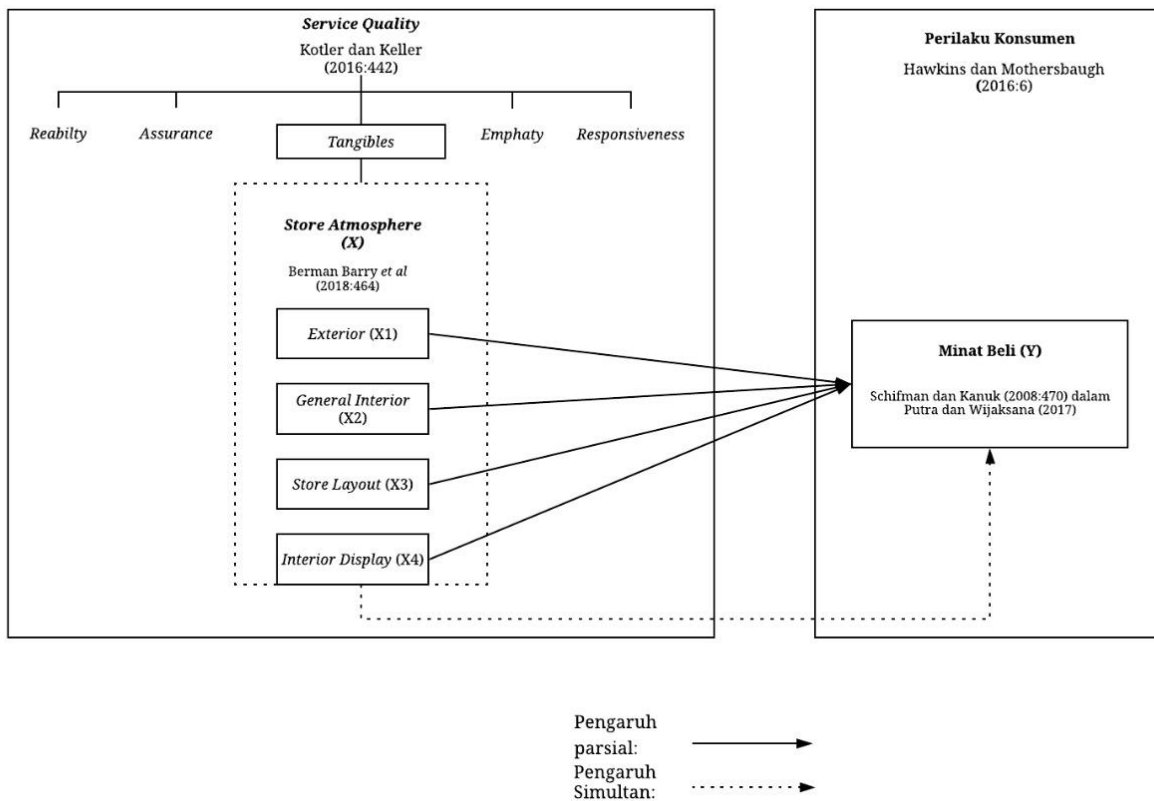 Service Quality
Kotler dan Keller
(2016:442)
Reabilty
Assurance
Tangibles
Emphaty
Responsiveness
Store Atmosphere
(X)
Berman Barry et al
(2018:464)
Exterior (X1)
General Interior
(X2)
Store Layout (X3)
Interior Display (X4)
Perilaku Konsumen
Hawkins dan Mothersbaugh
(2016:6)
Minat Beli (Y)
Schifman dan Kanuk (2008:470) dalam
Putra dan Wijaksana (2017)
Pengaruh
parsial:
Pengaruh
Simultan: